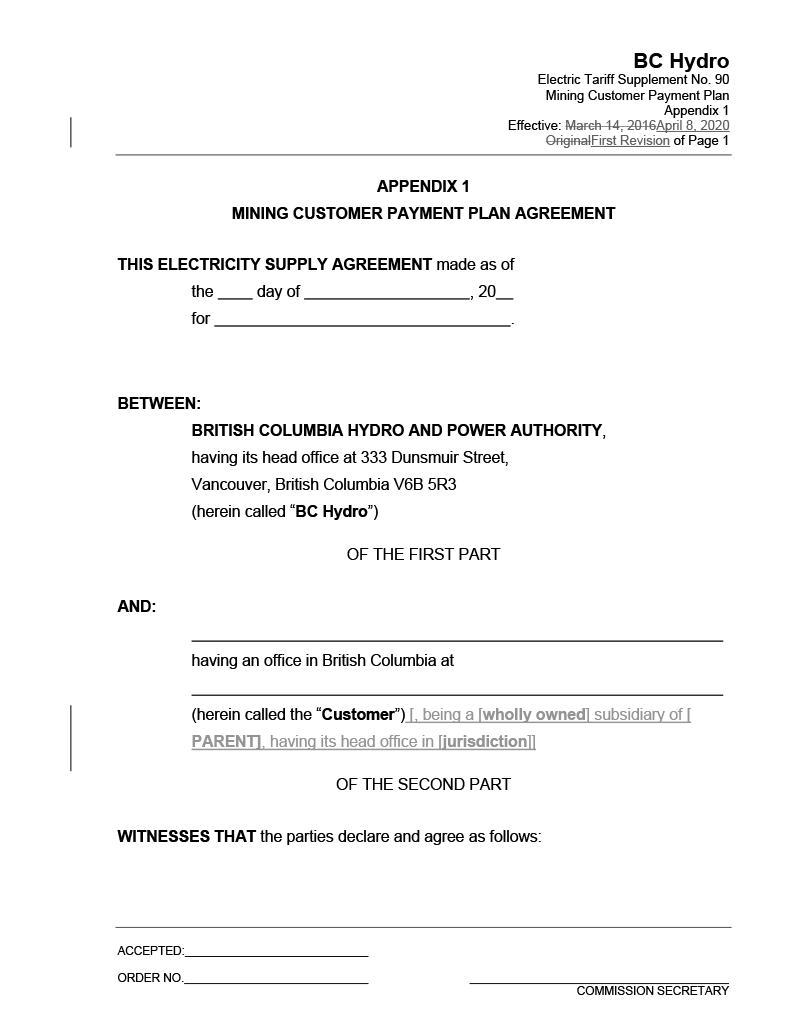 BC Hydro
Electric Tariff Supplement No. 90
Mining Customer Payment Plan
Appendix 1
Effective: March 14, 2016April 8, 2020
OriginalFirst Revision of Page 1
APPENDIX 1
MINING CUSTOMER PAYMENT PLAN AGREEMENT
THIS ELECTRICITY SUPPLY AGREEMENT made as of
the ____ day of ___________________, 20__
for __________________________________.
BETWEEN:
BRITISH COLUMBIA HYDRO AND POWER AUTHORITY,
having its head office at 333 Dunsmuir Street,
Vancouver, British Columbia V6B 5R3
(herein called “BC Hydro”)
OF THE FIRST PART
AND:
having an office in British Columbia at
(herein called the “Customer”) [, being a [wholly owned] subsidiary of [
PARENT], having its head office in [jurisdiction]]
OF THE SECOND PART
WITNESSES THAT the parties declare and agree as follows:
ACCEPTED:____________________________
ORDER NO.____________________________
COMMISSION SECRETARY